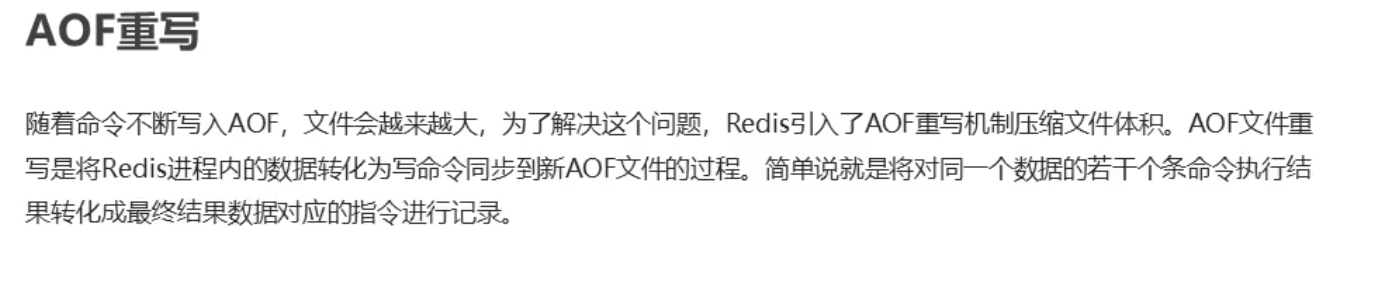 AOF重写
随着命令不断写入AOF，文件会越来越大，为了解决这个问题，Redis引入了AOF重写机制压缩文件体积。AOF文件重
写是将Redis进程内的数据转化为写命令同步到新AOF文件的过程。简单说就是将对同一个数据的若干个条命令执行结
果转化成最终结果数据对应的指令进行记录。